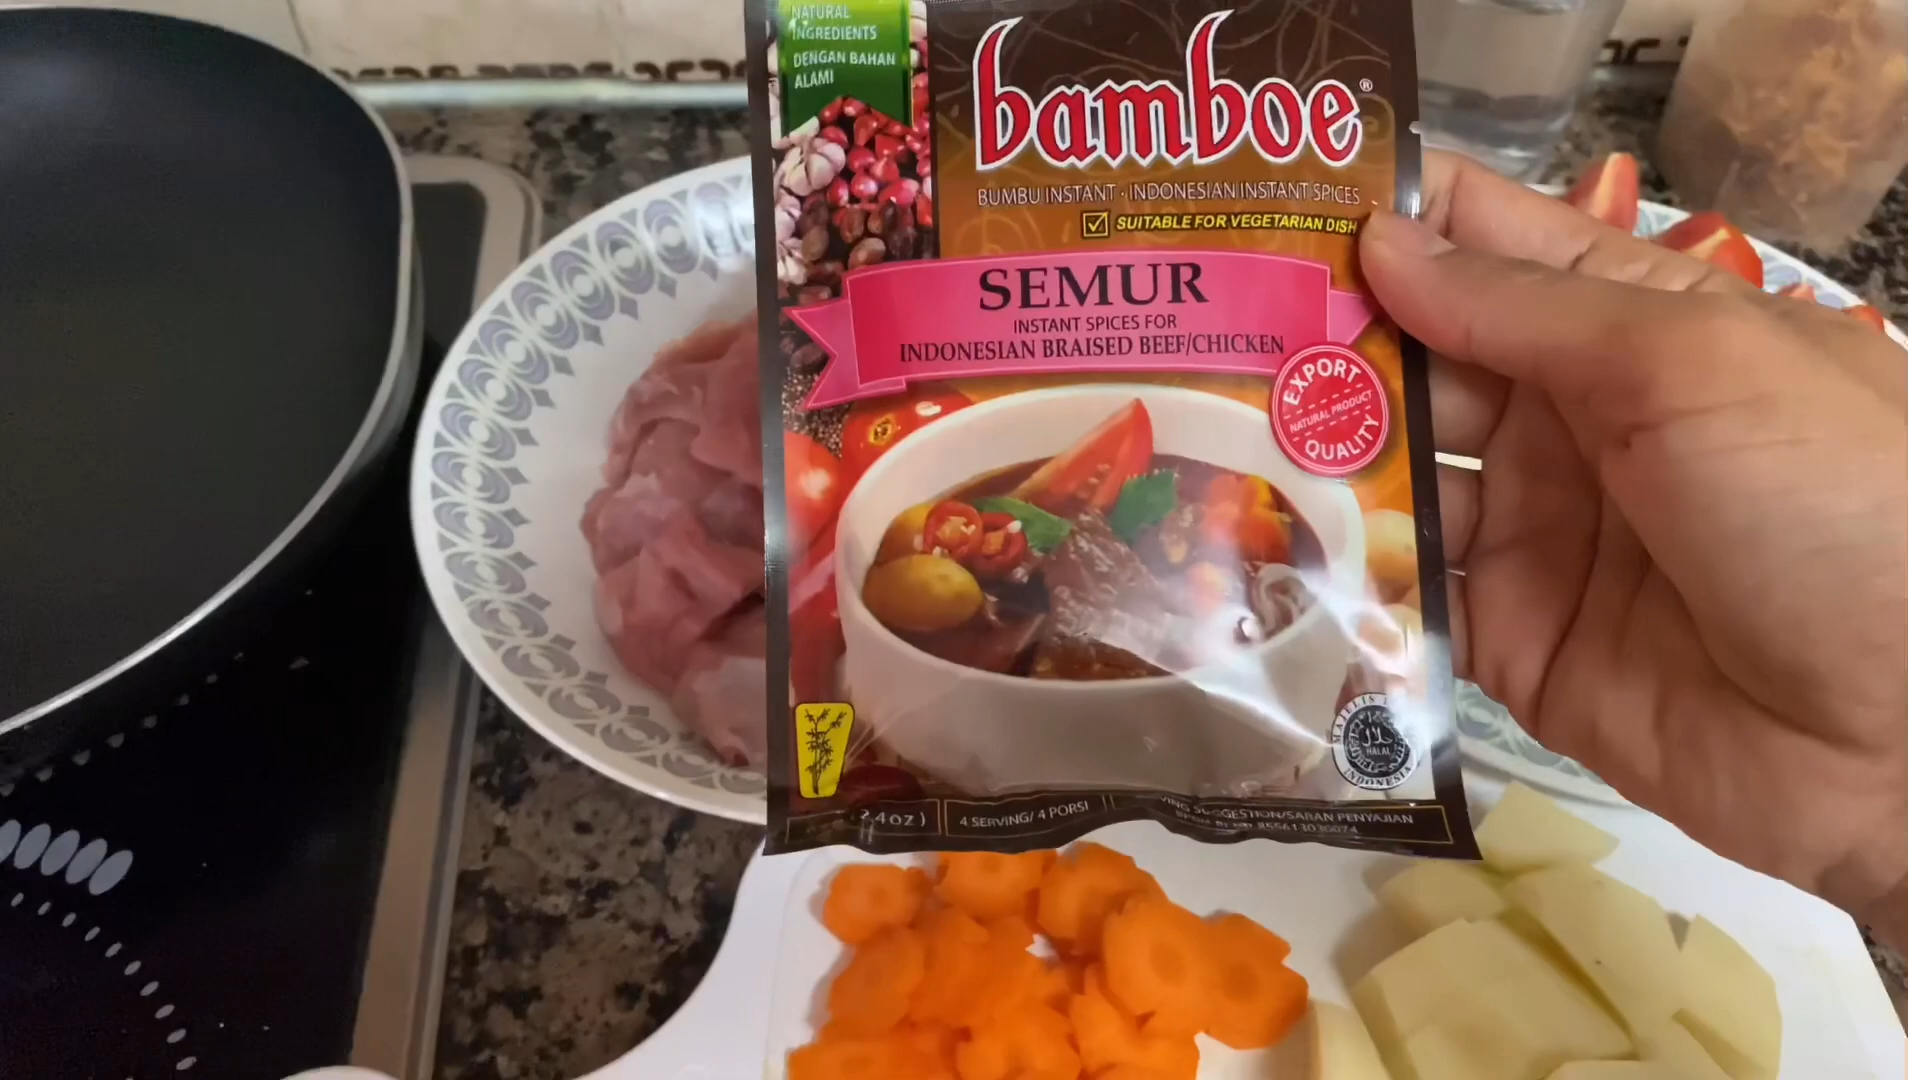 NATURAL
INGREDIENTS
DENGAN BAHAN
ALAMI
bamboe®
BUMBU INSTANT · INDONESIAN INSTANT SPICES
SUITABLE FOR VEGETARIAN DISH
SEMUR
INSTANT SPICES FOR
INDONESIAN BRAISED BEEF/CHICKEN
EXPORT
NATURAL PRODUCT
QUALITY
HALAL
INDONESIA
4 SERVING/ 4 PORSI
SUGGESTION/SARAN PENYAJIAN